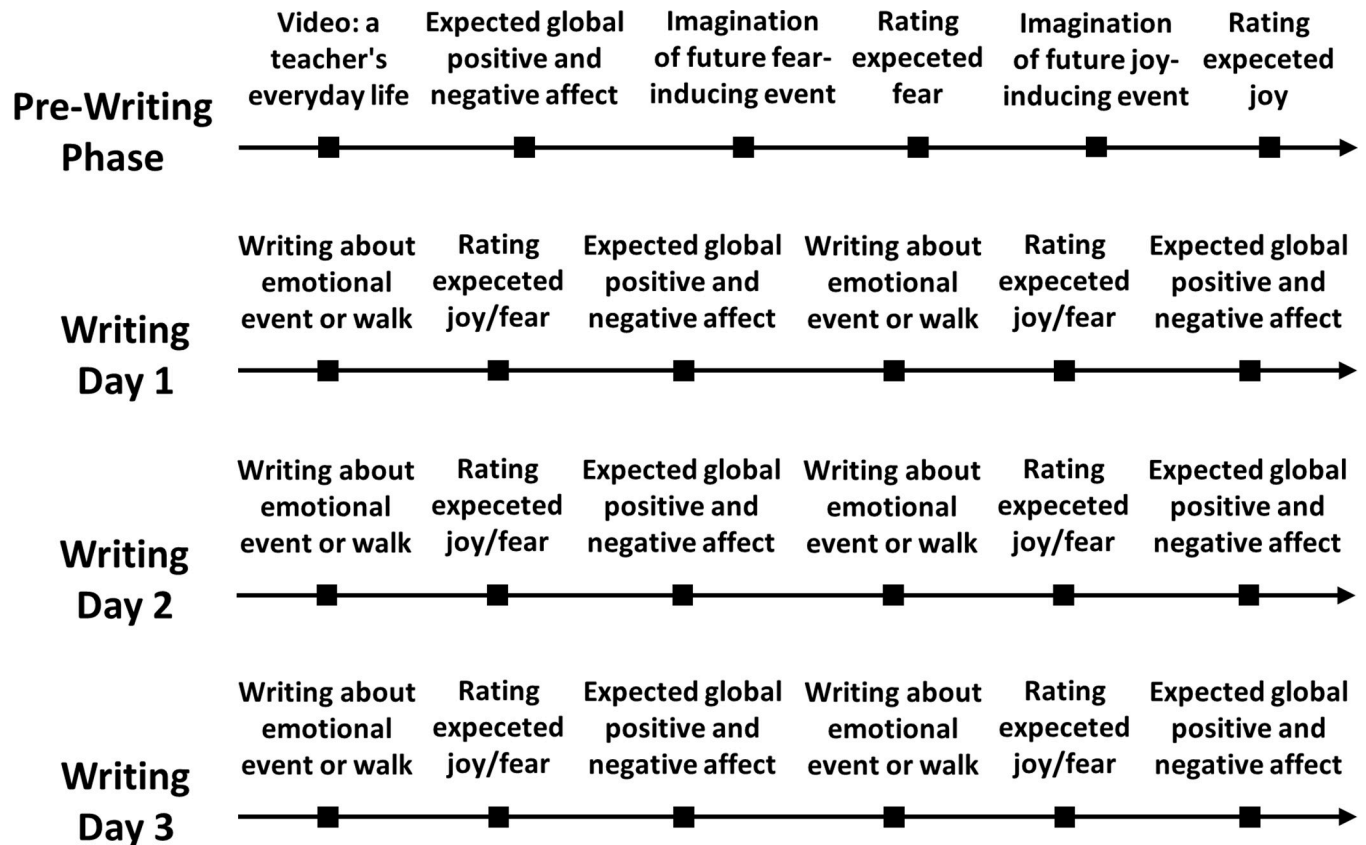 Video: a
teacher's
everyday life
Expected global
positive and
negative affect
Imagination
of future fear-
inducing event
Rating
expeceted
fear
Imagination
of future joy-
inducing event
Rating
expeceted
joy
Pre-Writing
Phase
Writing about
emotional
event or walk
Rating
expeceted
joy/fear
Expected global
positive and
negative affect
Writing about
emotional
event or walk
Rating
expeceted
joy/fear
Expected global
positive and
negative affect
Writing
Day 1
Writing about
emotional
event or walk
Rating
expeceted
joy/fear
Expected global
positive and
negative affect
Writing about
emotional
event or walk
Rating
expeceted
joy/fear
Expected global
positive and
negative affect
Writing
Day 2
Writing about
emotional
event or walk
Rating
expeceted
joy/fear
Expected global
positive and
negative affect
Writing about
emotional
event or walk
Rating
expeceted
joy/fear
Expected global
positive and
negative affect
Writing
Day 3